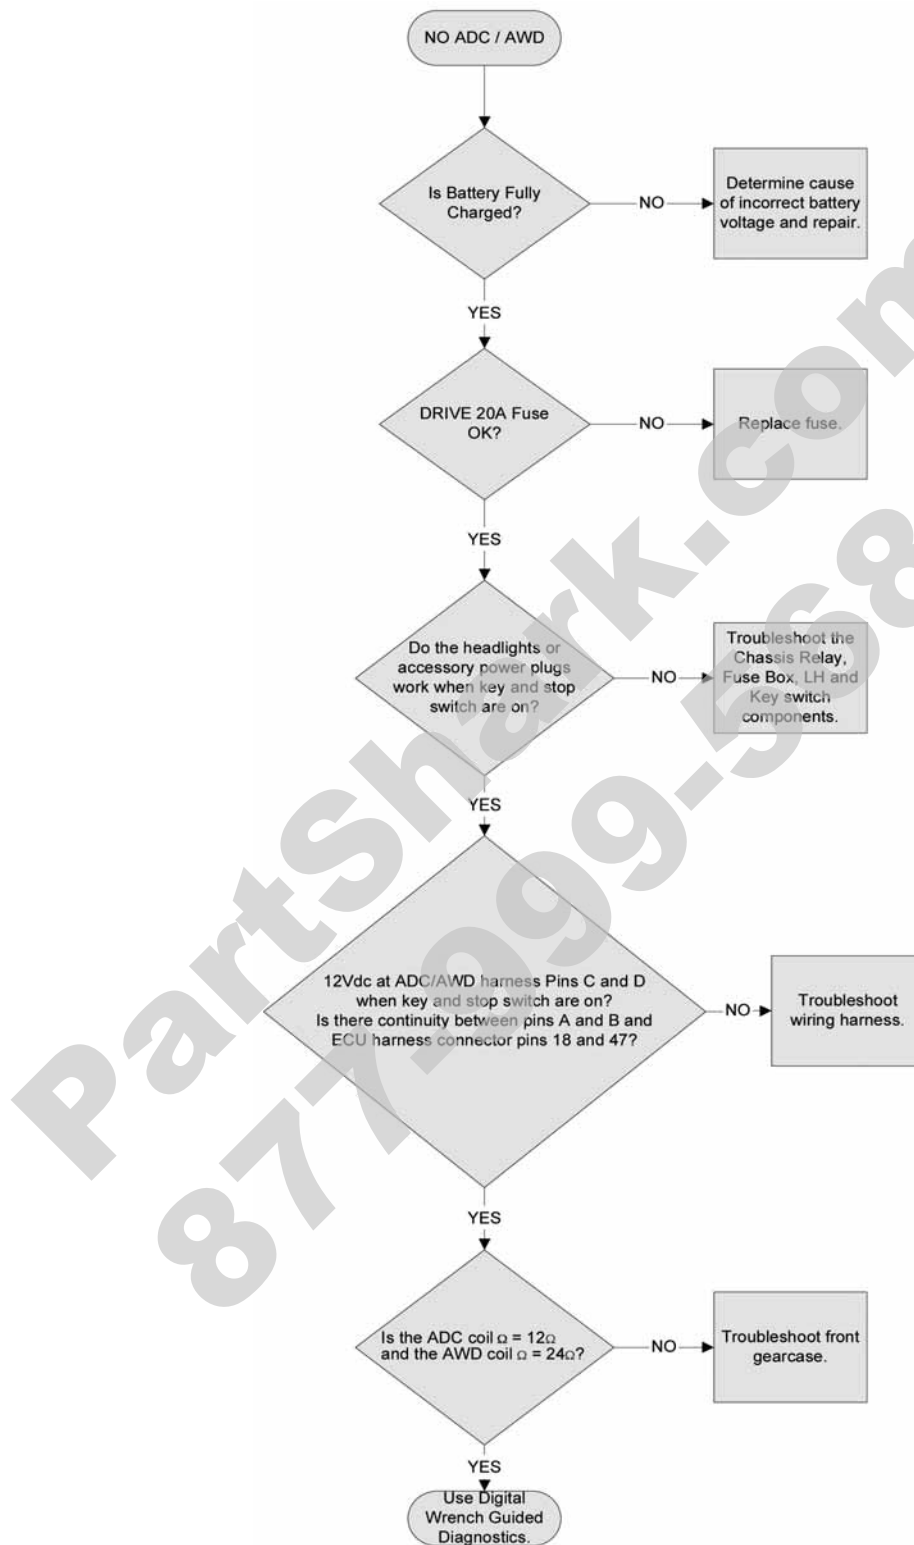 NO ADC / AWD
Is Battery Fully
Charged?
NO
Determine cause
of incorrect battery
voltage and repair.
YES
DRIVE 20A Fuse
OK?
NO
Replace fuse.
YES
Do the headlights or
accessory power plugs
work when key and stop
switch are on?
NO
Troubleshoot the
Chassis Relay,
Fuse Box, LH and
Key switch
components.
YES
12Vdc at ADC/AWD harness Pins C and D
when key and stop switch are on?
Is there continuity between pins A and B and
ECU harness connector pins 18 and 47?
NO
Troubleshoot
wiring harness.
YES
Is the ADC coil Ω = 12Ω
and the AWD coil Ω = 24Ω?
NO
Troubleshoot front
gearcase.
YES
Use Digital
Wrench Guided
Diagnostics.
PartShark.com
877-999-568